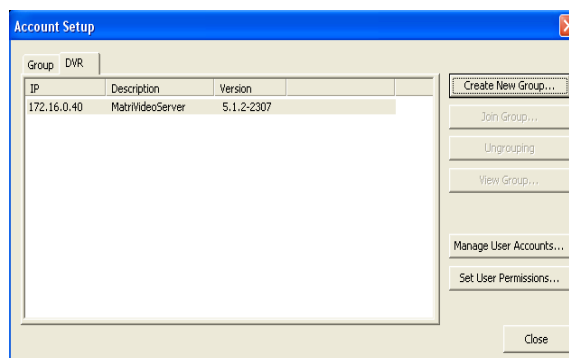 Account Setup
Group DVR
IP Description Version
172.16.0.40 MatriVideoServer 5.1.2-2307
Create New Group...
Join Group...
Ungrouping
View Group...
Manage User Accounts...
Set User Permissions...
Close